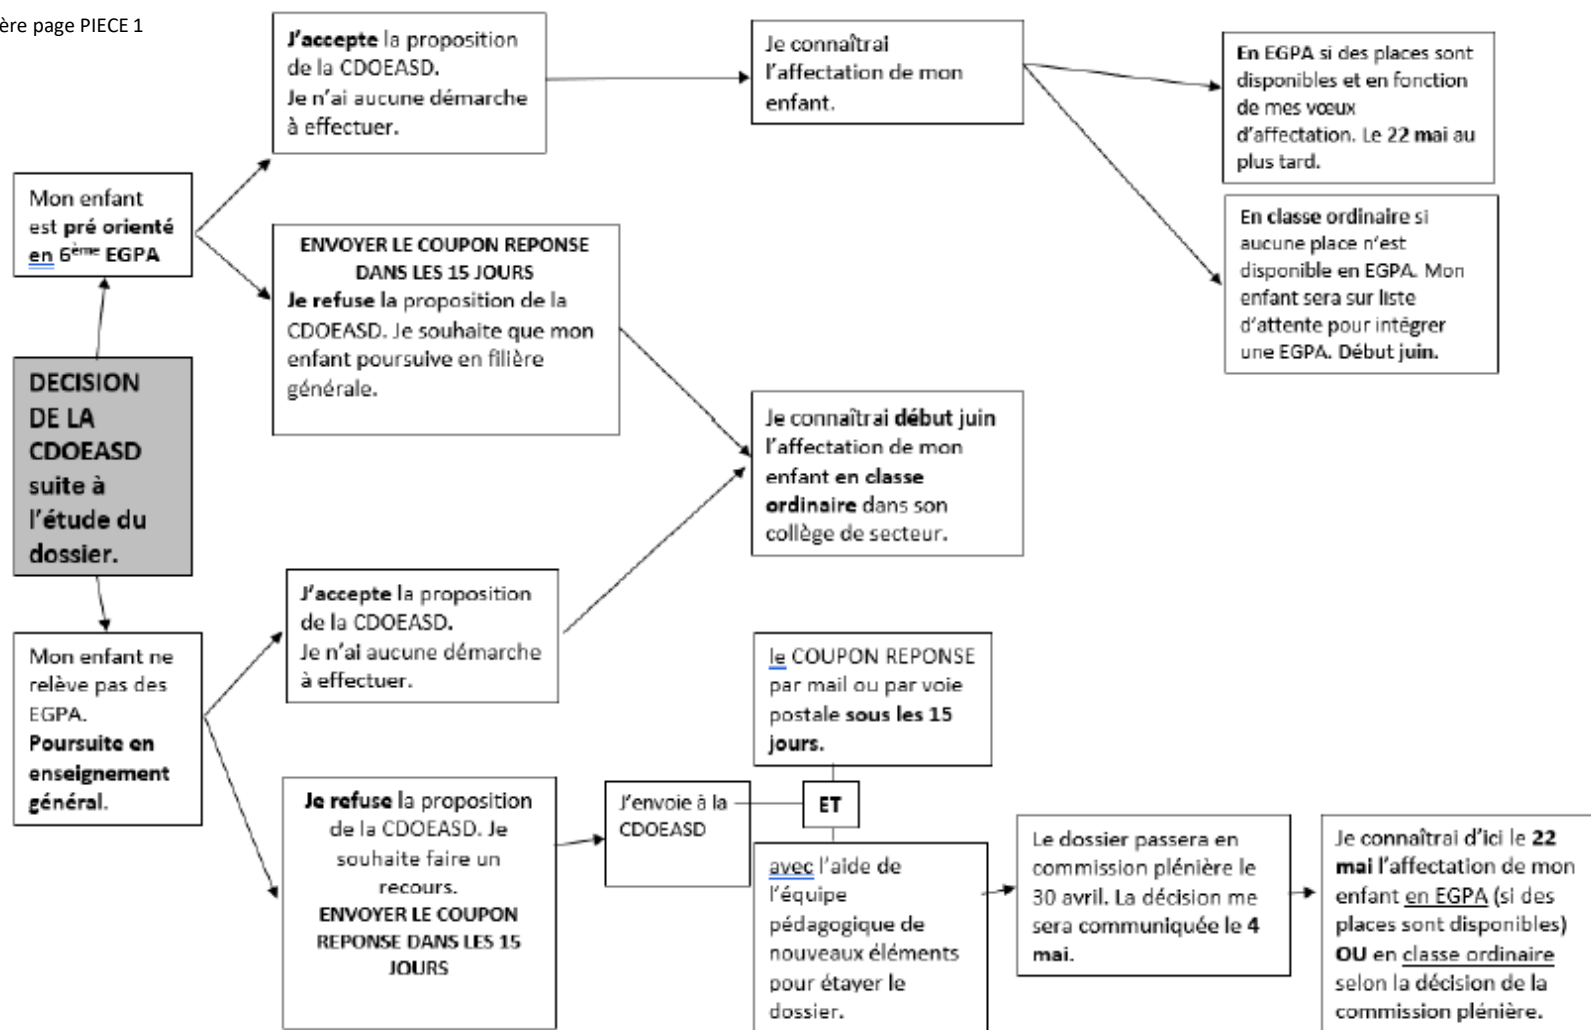 ère page PIECE 1
J'accepte la proposition
de la CDOEASD.
Je n'ai aucune démarche
à effectuer.
Je connaîtrai
l'affectation de mon
enfant.
En EGPA si des places sont
disponibles et en fonction
de mes vœux
d'affectation. Le 22 mai au
plus tard.
Mon enfant
est pré orienté
en 6ème EGPA
ENVOYER LE COUPON REPONSE
DANS LES 15 JOURS
Je refuse la proposition de la
CDOEASD. Je souhaite que mon
enfant poursuive en filière
générale.
En classe ordinaire si
aucune place n'est
disponible en EGPA. Mon
enfant sera sur liste
d'attente pour intégrer
une EGPA. Début juin.
DECISION
DE LA
CDOEASD
suite à
l'étude du
dossier.
Je connaîtrai début juin
l'affectation de mon
enfant en classe
ordinaire dans son
collège de secteur.
J'accepte la proposition
de la CDOEASD.
Je n'ai aucune démarche
à effectuer.
Mon enfant ne
relève pas des
EGPA.
Poursuite en
enseignement
général.
le COUPON REPONSE
par mail ou par voie
postale sous les 15
jours.
Je refuse la proposition
de la CDOEASD. Je
souhaite faire un
recours.
ENVOYER LE COUPON
REPONSE DANS LES 15
JOURS
J'envoie à la
CDOEASD
ET
avec l'aide de
l'équipe
pédagogique de
nouveaux éléments
pour étayer le
dossier.
Le dossier passera en
commission plénière le
30 avril. La décision me
sera communiquée le 4
mai.
Je connaîtrai d'ici le 22
mai l'affectation de mon
enfant en EGPA (si des
places sont disponibles)
OU en classe ordinaire
selon la décision de la
commission plénière.